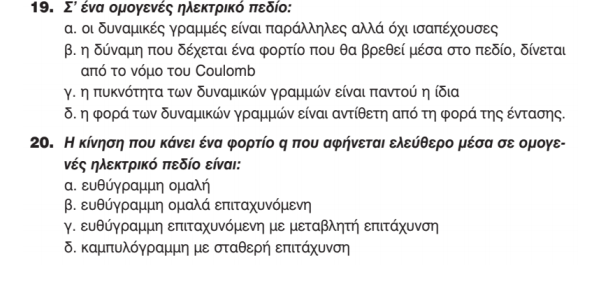 19. Σ’ ένα ομογενές ηλεκτρικό πεδίο:
α. οι δυναμικές γραμμές είναι παράλληλες αλλά όχι ισαπέχουσες
β. η δύναμη που δέχεται ένα φορτίο που θα βρεθεί μέσα στο πεδίο, δίνεται
από το νόμο του Coulomb
γ. η πυκνότητα των δυναμικών γραμμών είναι παντού η ίδια
δ. η φορά των δυναμικών γραμμών είναι αντίθετη από τη φορά της έντασης.
20. Η κίνηση που κάνει ένα φορτίο q που αφήνεται ελεύθερο μέσα σε ομογε-
νές ηλεκτρικό πεδίο είναι:
α. ευθύγραμμη ομαλή
β. ευθύγραμμη ομαλά επιταχυνόμενη
γ. ευθύγραμμη επιταχυνόμενη με μεταβλητή επιτάχυνση
δ. καμπυλόγραμμη με σταθερή επιτάχυνση